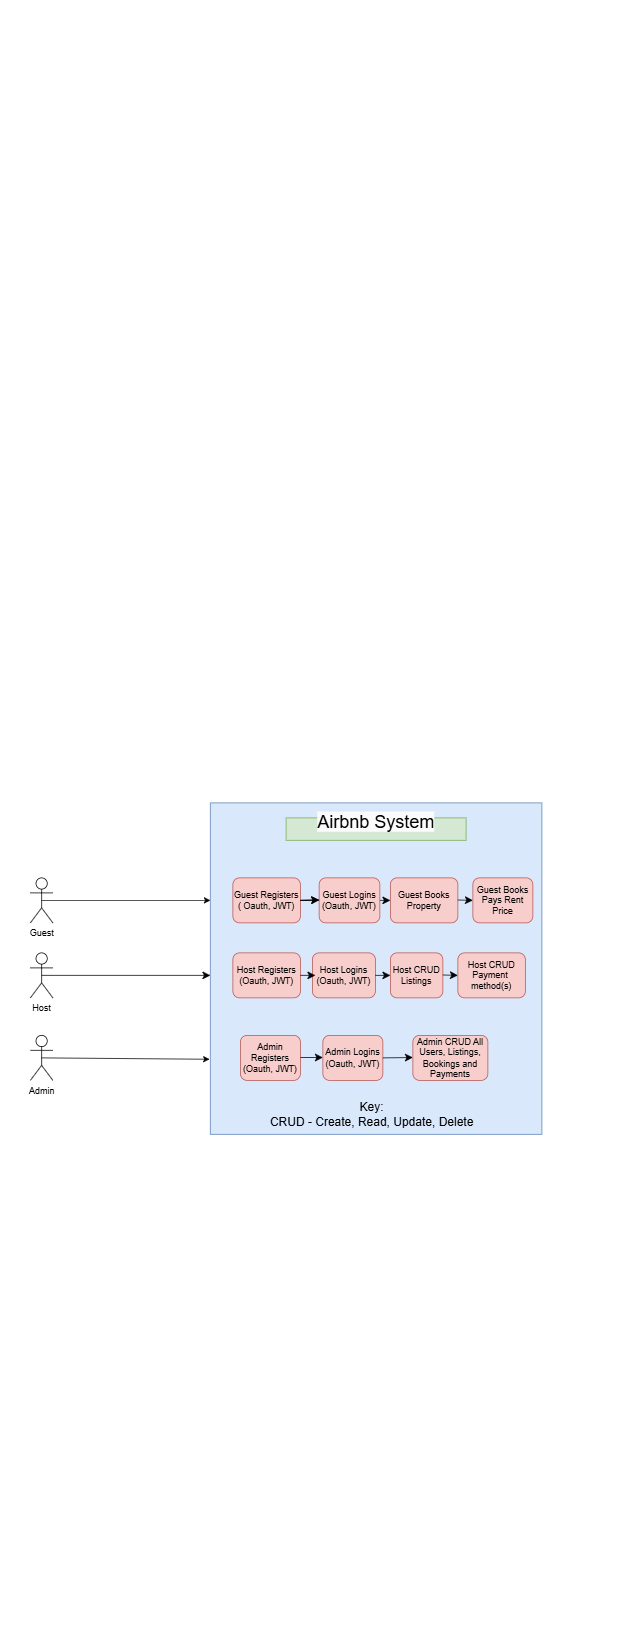 Airbnb System
Guest
Guest Registers
( Oauth, JWT)
Guest Logins
(Oauth, JWT)
Guest Books
Property
Guest Books
Pays Rent
Price
Host
Host Registers
(Oauth, JWT)
Host Logins
(Oauth, JWT)
Host CRUD
Listings
Host CRUD
Payment
method(s)
Admin
Admin
Registers
(Oauth, JWT)
Admin Logins
(Oauth, JWT)
Admin CRUD All
Users, Listings,
Bookings and
Payments
Key:
CRUD - Create, Read, Update, Delete